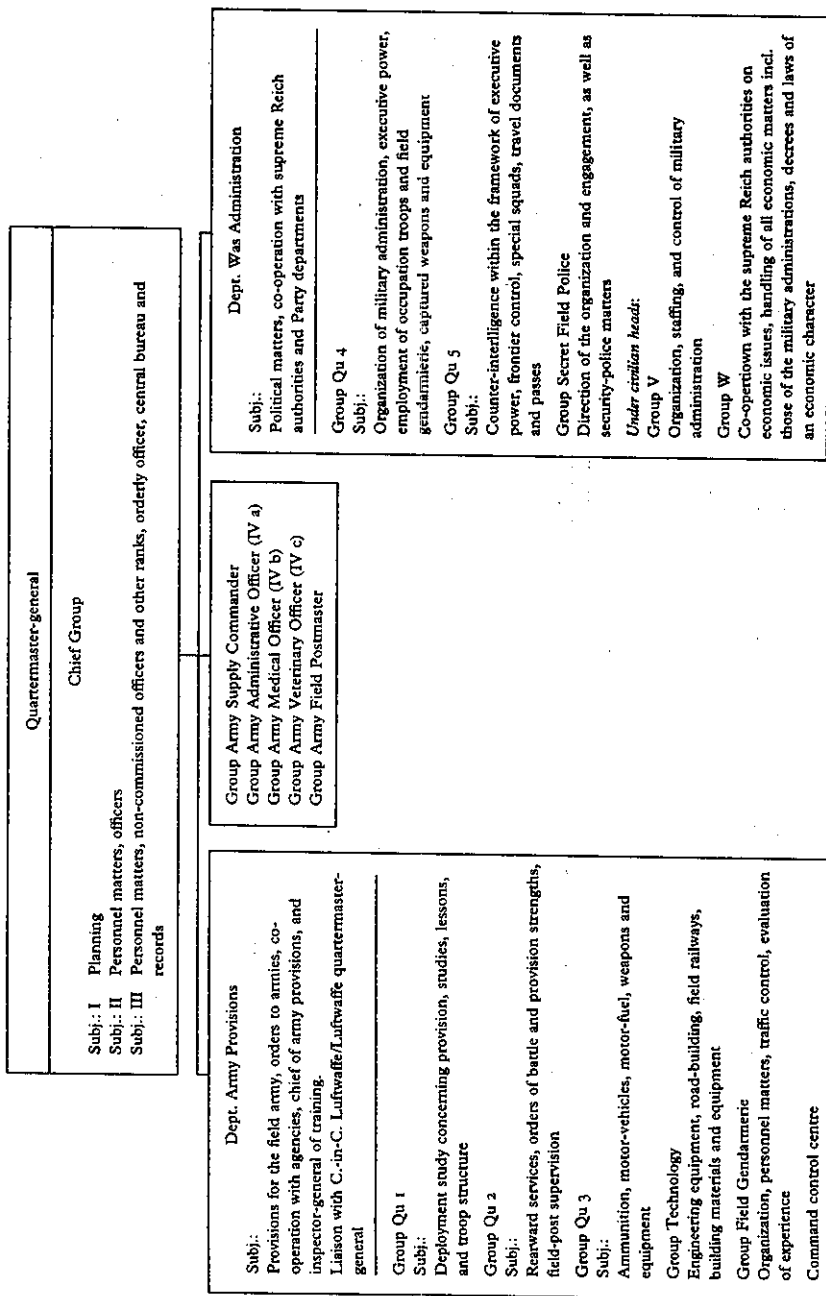 Quartermaster-general
Chief Group
Subj.: I Planning
Subj.: II Personnel matters, officers
Subj.: III Personnel matters, non-commissioned officers and other ranks, orderly officer, central bureau and
records
Dept. Army Provisions
Subj.:
Provisions for the field army, orders to armies, co-
operation with agencies, chief of army provisions, and
inspector-general of training.
Liaison with C.-in-C. Luftwaffe/Luftwaffe quartermaster-
general
Group Qu 1
Subj.:
Deployment study concerning provision, studies, lessons,
and troop structure
Group Qu 2
Subj.:
Rearward services, orders of battle and provision strengths,
field-post supervision
Group Qu 3
Subj.:
Ammunition, motor-vehicles, motor-fuel, weapons and
equipment
Group Technology
Engineering equipment, road-building, field railways,
building materials and equipment
Group Field Gendarmerie
Organization, personnel matters, traffic control, evaluation
of experience
Command control centre
Group Army Supply Commander
Group Army Administrative Officer (IV a)
Group Army Medical Officer (IV b)
Group Army Veterinary Officer (IV c)
Group Army Field Postmaster
Dept. Was Administration
Subj.:
Political matters, co-operation with supreme Reich
authorities and Party departments
Group Qu 4
Subj.:
Organization of military administration, executive power,
employment of occupation troops and field
gendarmierie, captured weapons and equipment
Group Qu 5
Subj.:
Counter-interlligence within the framework of executive
power, frontier control, special squads, travel documents
and passes
Group Secret Field Police
Direction of the organization and engagement, as well as
security-police matters
Under civilian heads:
Group V
Organization, staffing, and control of military
administration
Group W
Co-opertiown with the supreme Reich authorities on
economic issues, handling of all economic matters incl.
those of the military administrations, decrees and laws of
an economic character